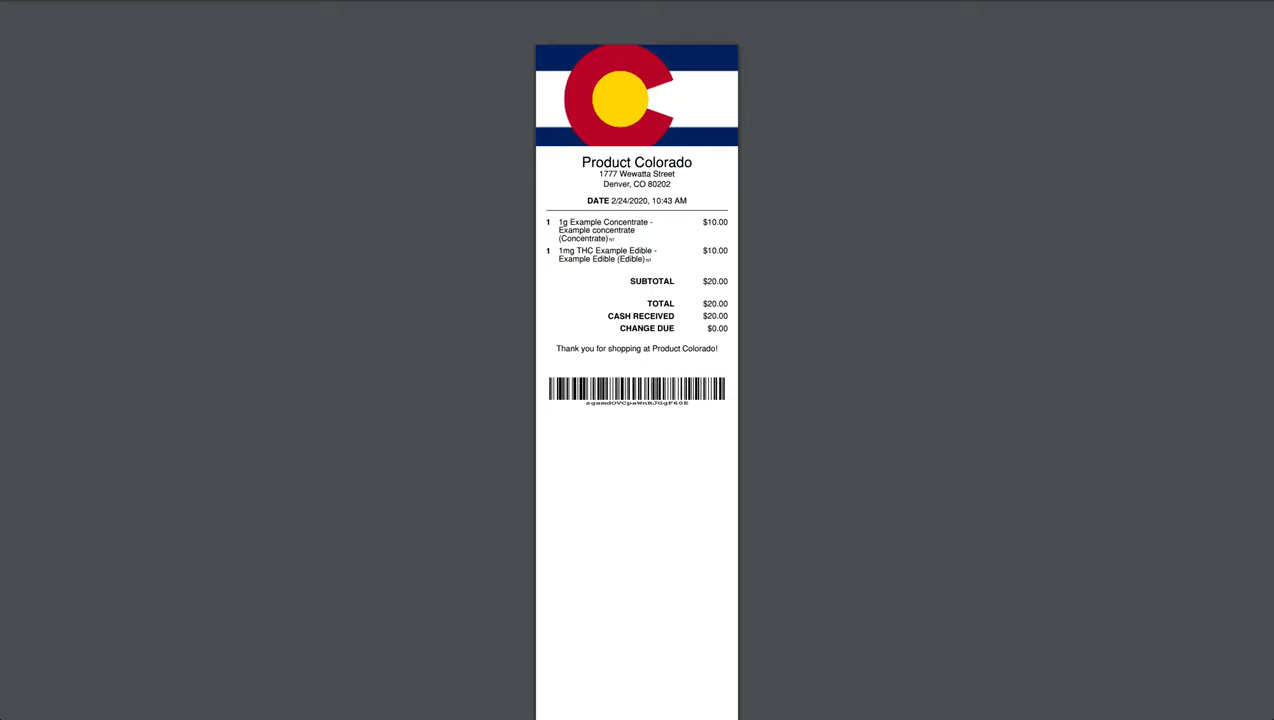 Product Colorado
1777 Wewatta Street
Denver, CO 80202
DATE 2/24/2020, 10:43 AM
1 1g Example Concentrate - $10.00
Example concentrate
(Concentrate) NT
1 1mg THC Example Edible - $10.00
Example Edible (Edible) NT
SUBTOTAL $20.00
TOTAL $20.00
CASH RECEIVED $20.00
CHANGE DUE $0.00
Thank you for shopping at Product Colorado!